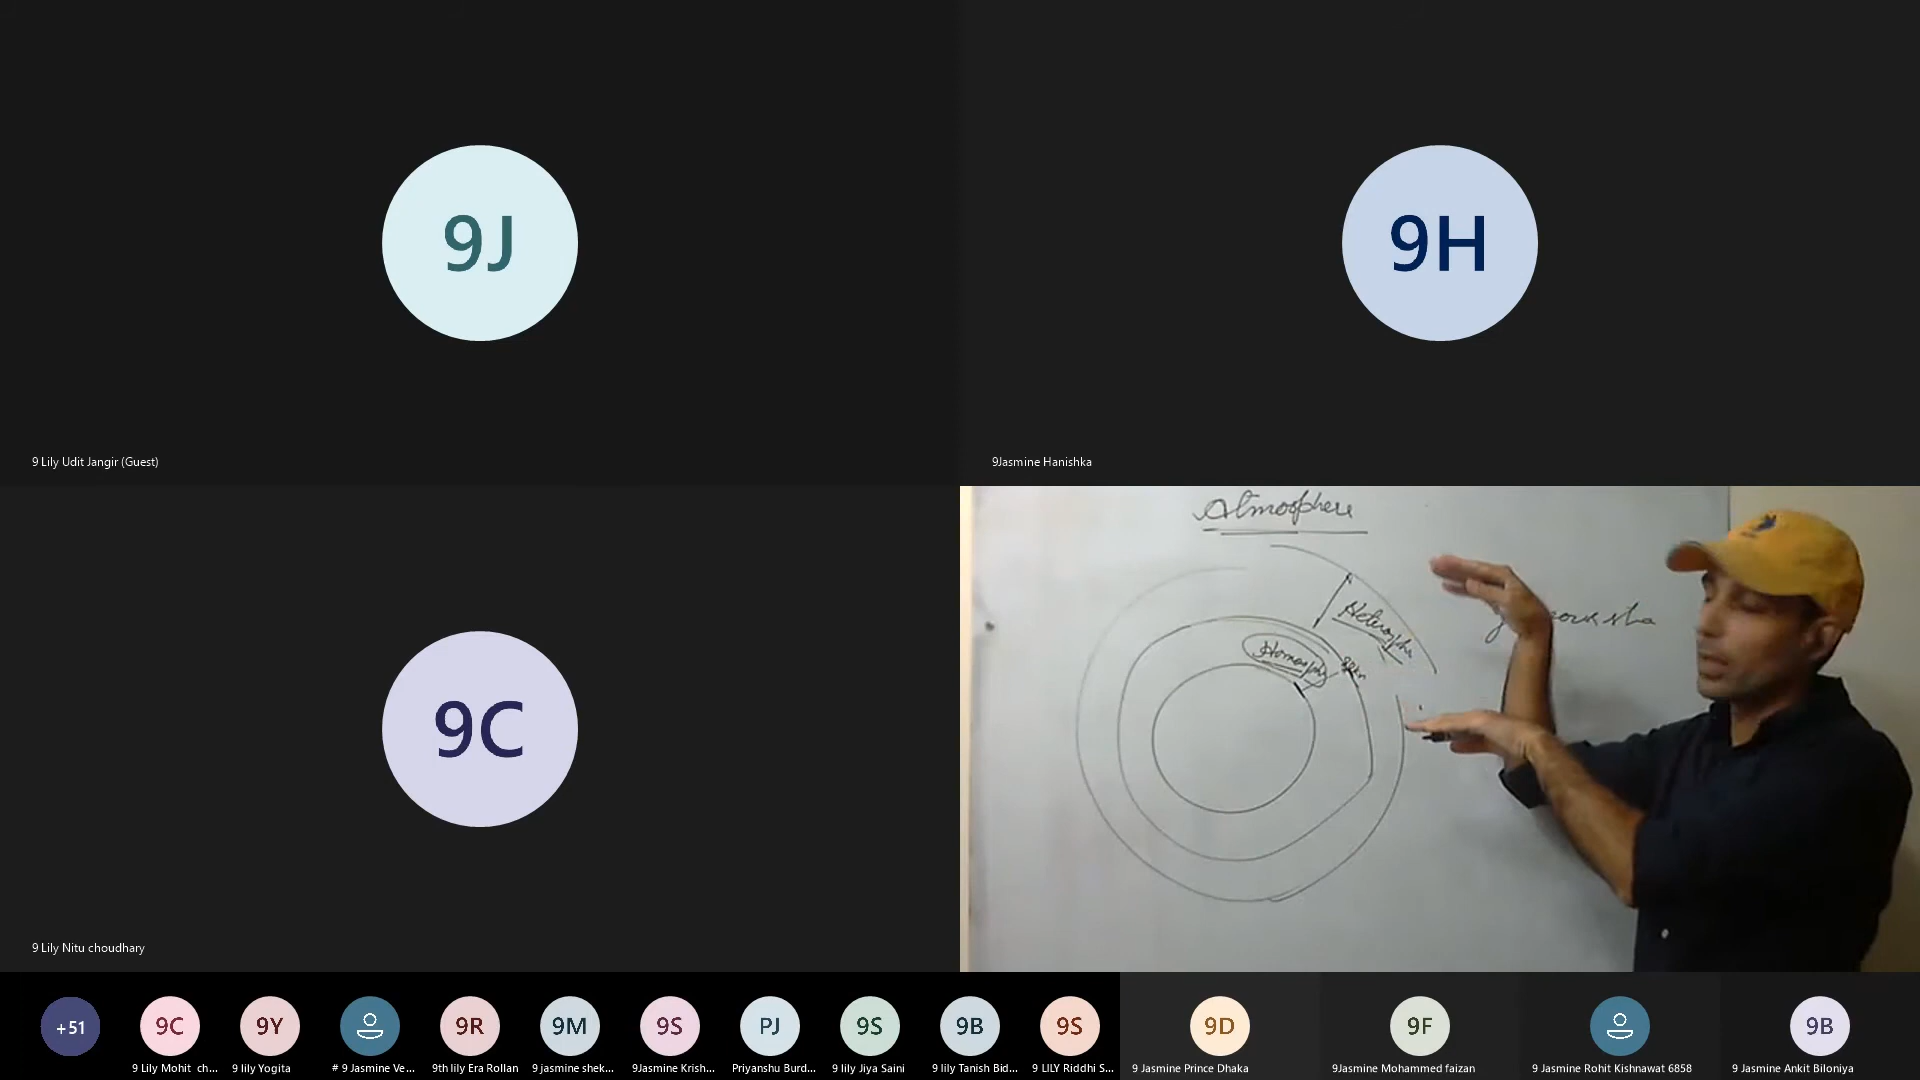 9J
9H
9 Lily Udit Jangir (Guest)
9Jasmine Hanishka
9C
Atmosphere
9 Lily Nitu choudhary
+51
9C
9Y
9R
9M
9S
PJ
9S
9B
9S
9D
9F
9B
9 Lily Mohit ch...
9 lily Yogita
# 9 Jasmine Ve...
9th lily Era Rollan
9 jasmine shek...
9Jasmine Krish...
Priyanshu Burd...
9 lily Jiya Saini
9 lily Tanish Bid...
9 LILY Riddhi S...
9 Jasmine Prince Dhaka
9Jasmine Mohammed faizan
9 Jasmine Rohit Kishnawat 6858
9 Jasmine Ankit Biloniya